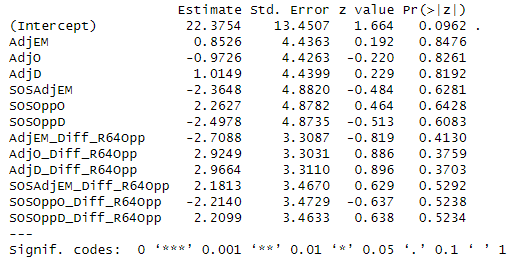 Estimate Std. Error z value Pr(>|z|)
(Intercept) 22.3754 13.4507 1.664 0.0962 .
AdjEM 0.8526 4.4363 0.192 0.8476
AdjO -0.9726 4.4263 -0.220 0.8261
AdjD 1.0149 4.4399 0.229 0.8192
SOSAdjEM -2.3648 4.8820 -0.484 0.6281
SOSOppO 2.2627 4.8782 0.464 0.6428
SOSOppD -2.4978 4.8735 -0.513 0.6083
AdjEM_Diff_R64Opp -2.7088 3.3087 -0.819 0.4130
AdjO_Diff_R64Opp 2.9249 3.3031 0.886 0.3759
AdjD_Diff_R64Opp 2.9664 3.3110 0.896 0.3703
SOSAdjEM_Diff_R64Opp 2.1813 3.4670 0.629 0.5292
SOSOppO_Diff_R64Opp -2.2140 3.4729 -0.637 0.5238
SOSOppD_Diff_R64Opp 2.2099 3.4633 0.638 0.5234
---
Signif. codes: 0 ‘***’ 0.001 ‘**’ 0.01 ‘*’ 0.05 ‘.’ 0.1 ‘ ’ 1